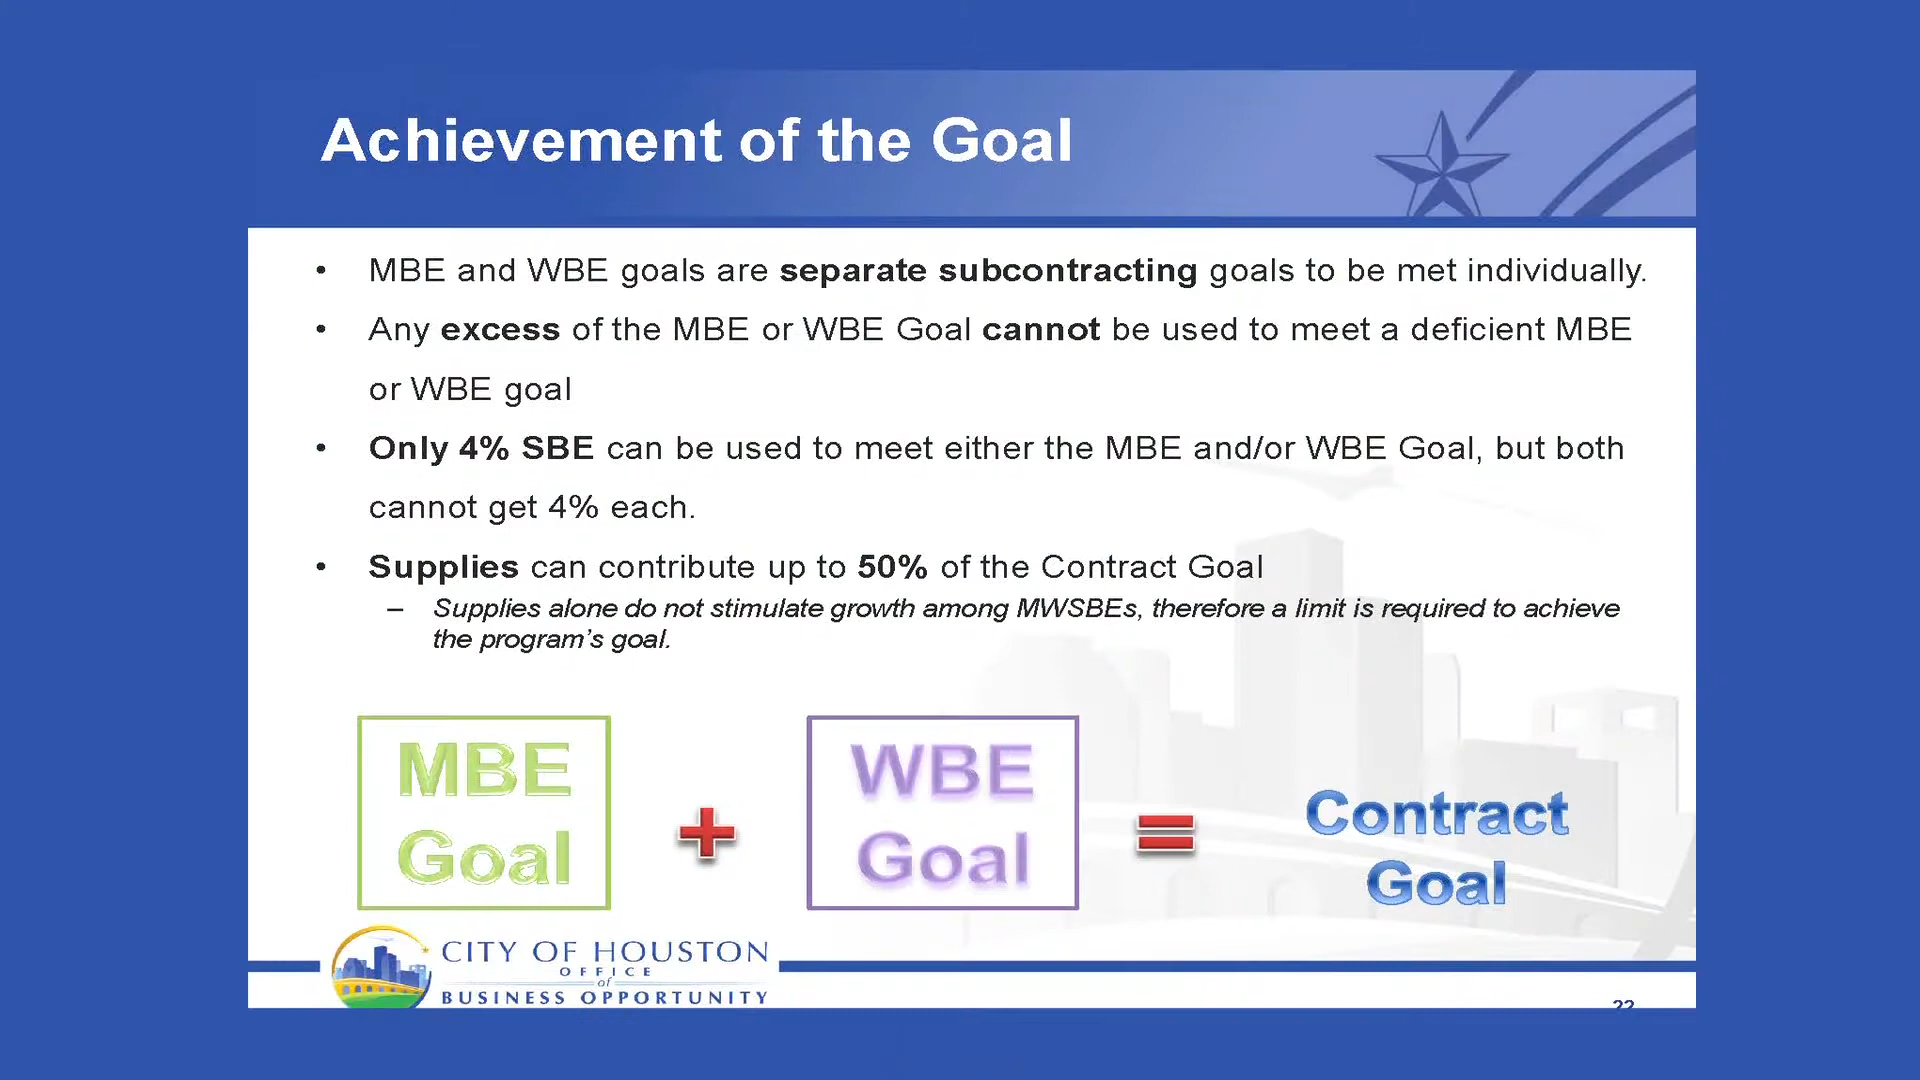 Achievement of the Goal
• MBE and WBE goals are separate subcontracting goals to be met individually.
• Any excess of the MBE or WBE Goal cannot be used to meet a deficient MBE
or WBE goal
• Only 4% SBE can be used to meet either the MBE and/or WBE Goal, but both
cannot get 4% each.
• Supplies can contribute up to 50% of the Contract Goal
– Supplies alone do not stimulate growth among MWSBEs, therefore a limit is required to achieve
the program's goal.
MBE
Goal
+
WBE
Goal
=
Contract
Goal
CITY OF HOUSTON
OFFICE
of
BUSINESS OPPORTUNITY
22